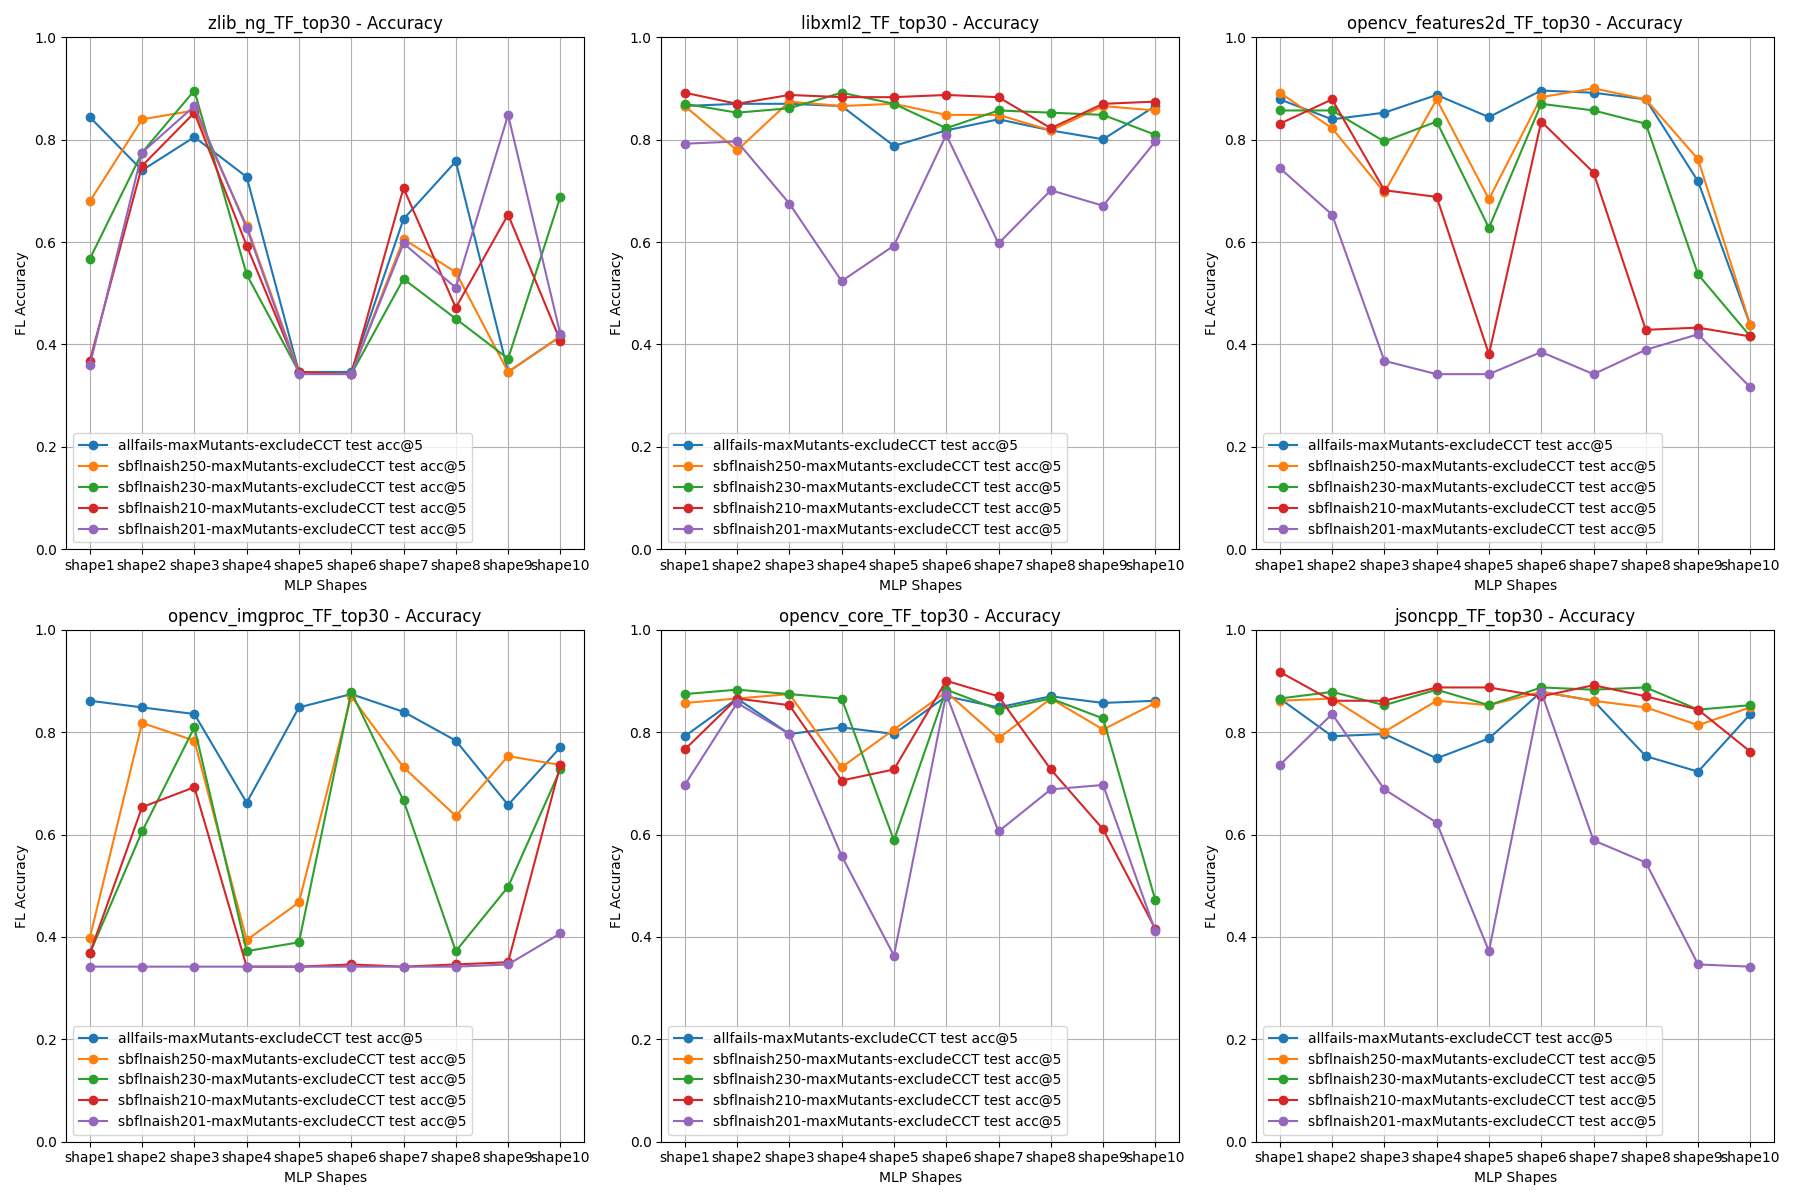 zlib_ng_TF_top30 - Accuracy
1.0
0.8
0.6
0.4
0.2
0.0
FL Accuracy
allfails-maxMutants-excludeCCT test acc@5
sbflnaish250-maxMutants-excludeCCT test acc@5
sbflnaish230-maxMutants-excludeCCT test acc@5
sbflnaish210-maxMutants-excludeCCT test acc@5
sbflnaish201-maxMutants-excludeCCT test acc@5
shape1 shape2 shape3 shape4 shape5 shape6 shape7 shape8 shape9 shape10
MLP Shapes
libxml2_TF_top30 - Accuracy
1.0
0.8
0.6
0.4
0.2
0.0
FL Accuracy
allfails-maxMutants-excludeCCT test acc@5
sbflnaish250-maxMutants-excludeCCT test acc@5
sbflnaish230-maxMutants-excludeCCT test acc@5
sbflnaish210-maxMutants-excludeCCT test acc@5
sbflnaish201-maxMutants-excludeCCT test acc@5
shape1 shape2 shape3 shape4 shape5 shape6 shape7 shape8 shape9 shape10
MLP Shapes
opencv_features2d_TF_top30 - Accuracy
1.0
0.8
0.6
0.4
0.2
0.0
FL Accuracy
allfails-maxMutants-excludeCCT test acc@5
sbflnaish250-maxMutants-excludeCCT test acc@5
sbflnaish230-maxMutants-excludeCCT test acc@5
sbflnaish210-maxMutants-excludeCCT test acc@5
sbflnaish201-maxMutants-excludeCCT test acc@5
shape1 shape2 shape3 shape4 shape5 shape6 shape7 shape8 shape9 shape10
MLP Shapes
opencv_imgproc_TF_top30 - Accuracy
1.0
0.8
0.6
0.4
0.2
0.0
FL Accuracy
allfails-maxMutants-excludeCCT test acc@5
sbflnaish250-maxMutants-excludeCCT test acc@5
sbflnaish230-maxMutants-excludeCCT test acc@5
sbflnaish210-maxMutants-excludeCCT test acc@5
sbflnaish201-maxMutants-excludeCCT test acc@5
shape1 shape2 shape3 shape4 shape5 shape6 shape7 shape8 shape9 shape10
MLP Shapes
opencv_core_TF_top30 - Accuracy
1.0
0.8
0.6
0.4
0.2
0.0
FL Accuracy
allfails-maxMutants-excludeCCT test acc@5
sbflnaish250-maxMutants-excludeCCT test acc@5
sbflnaish230-maxMutants-excludeCCT test acc@5
sbflnaish210-maxMutants-excludeCCT test acc@5
sbflnaish201-maxMutants-excludeCCT test acc@5
shape1 shape2 shape3 shape4 shape5 shape6 shape7 shape8 shape9 shape10
MLP Shapes
jsoncpp_TF_top30 - Accuracy
1.0
0.8
0.6
0.4
0.2
0.0
FL Accuracy
allfails-maxMutants-excludeCCT test acc@5
sbflnaish250-maxMutants-excludeCCT test acc@5
sbflnaish230-maxMutants-excludeCCT test acc@5
sbflnaish210-maxMutants-excludeCCT test acc@5
sbflnaish201-maxMutants-excludeCCT test acc@5
shape1 shape2 shape3 shape4 shape5 shape6 shape7 shape8 shape9 shape10
MLP Shapes